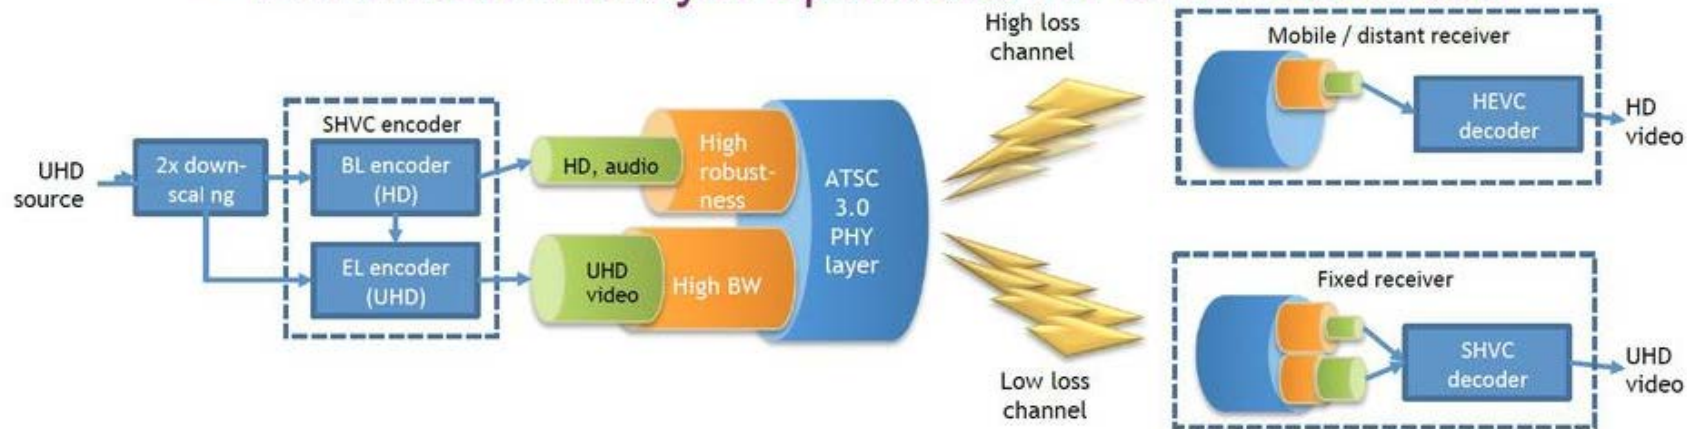 UHD
source
2x down-
scal ng
SHVC encoder
BL encoder
(HD)
EL encoder
(UHD)
HD, audio
UHD
video
High
robust-
ness
High BW
ATSC
3.0
PHY
layer
High loss
channel
Low loss
channel
Mobile / distant receiver
HEVC
decoder
HD
video
Fixed receiver
SHVC
decoder
UHD
video